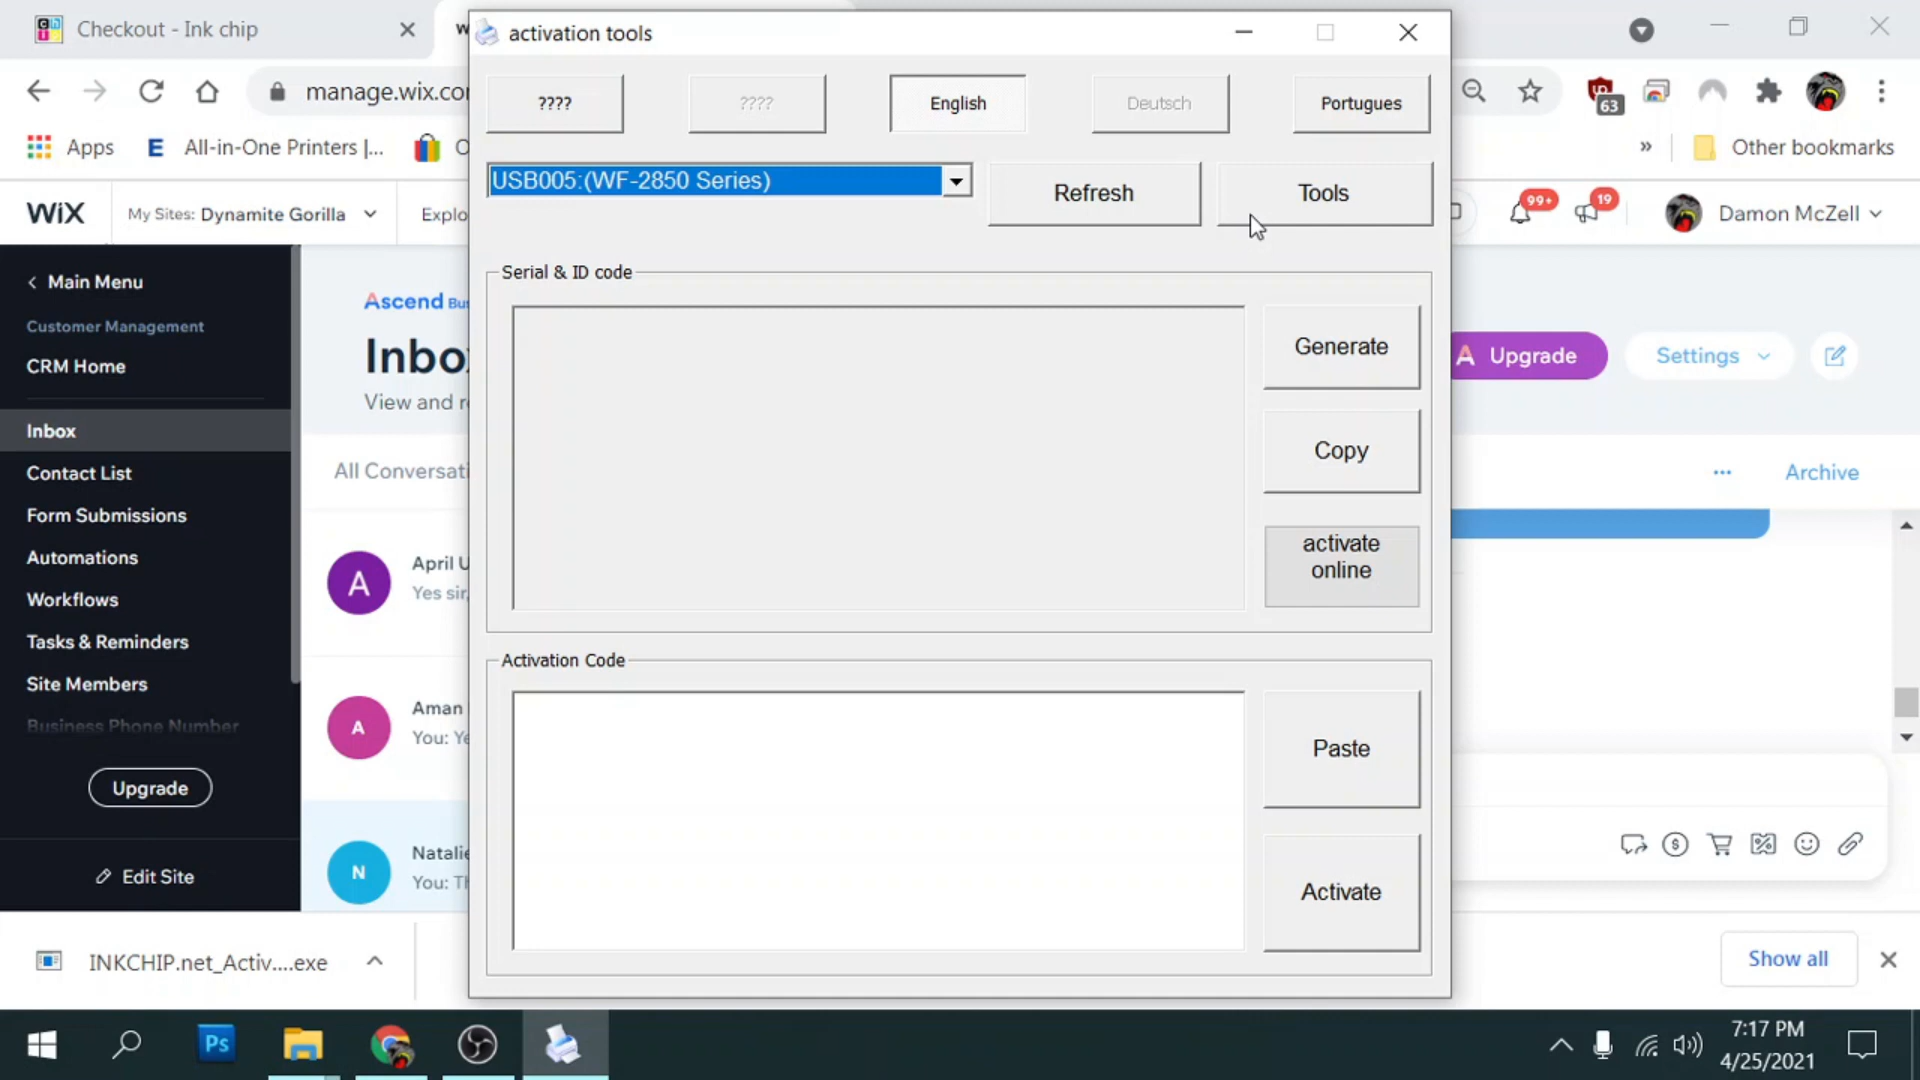 Checkout - Ink chip
activation tools
manage.wix.co
63
????
????
English
Deutsch
Portugues
Apps
E All-in-One Printers |...
»
Other bookmarks
USB005:(WF-2850 Series)
Refresh
Tools
WiX
My Sites: Dynamite Gorilla
Explo
99+
19
Damon McZell
Main Menu
Customer Management
CRM Home
Inbox
Contact List
Form Submissions
Automations
Workflows
Tasks & Reminders
Site Members
Business Phone Number
Upgrade
Edit Site
Ascend Bus
Inbo
View and r
All Conversati
A
April U
Yes sir,
A
Aman
You: Ye
N
Natalie
You: Th
Serial & ID code
Generate
Copy
activate
online
Activation Code
Paste
Activate
A Upgrade
Settings
... Archive
INKCHIP.net_Activ....exe
Show all
Ps
7:17 PM
4/25/2021